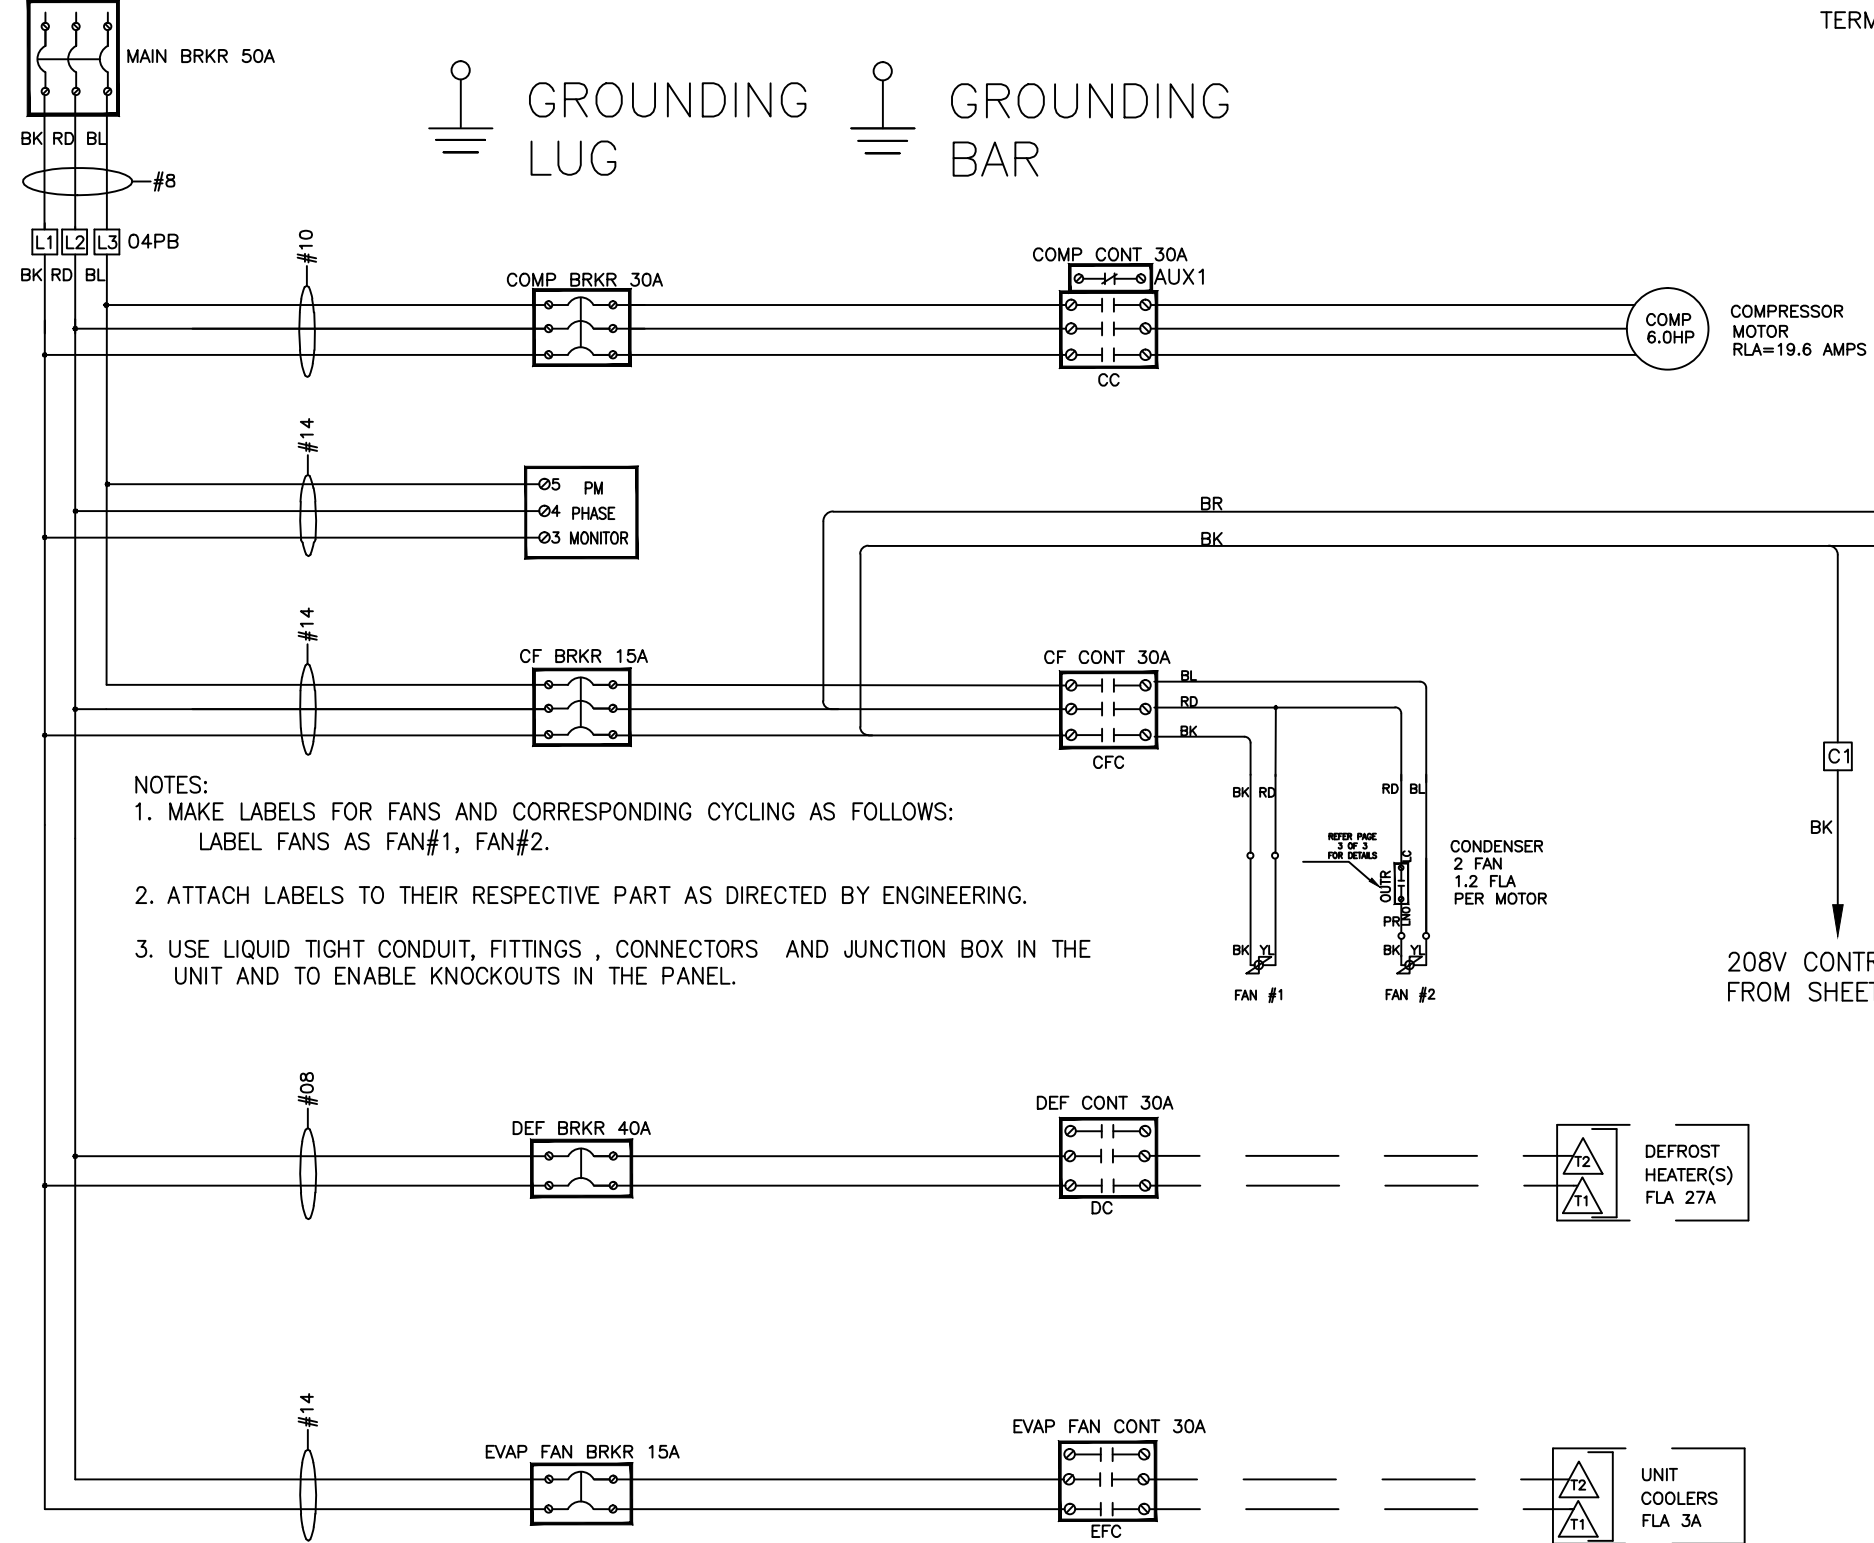 TERM
MAIN BRKR 50A
GROUNDING
LUG
GROUNDING
BAR
BK RD BL
#8
L1 L2 L3 04PB
BK RD BL
#10
COMP BRKR 30A
COMP CONT 30A
AUX1
CC
COMP
6.0HP
COMPRESSOR
MOTOR
RLA=19.6 AMPS
#14
5 PM
4 PHASE
3 MONITOR
BR
BK
#14
CF BRKR 15A
CF CONT 30A
BL
RD
BK
CFC
C1
BK
NOTES:
1. MAKE LABELS FOR FANS AND CORRESPONDING CYCLING AS FOLLOWS:
LABEL FANS AS FAN#1, FAN#2.
2. ATTACH LABELS TO THEIR RESPECTIVE PART AS DIRECTED BY ENGINEERING.
3. USE LIQUID TIGHT CONDUIT, FITTINGS , CONNECTORS AND JUNCTION BOX IN THE
UNIT AND TO ENABLE KNOCKOUTS IN THE PANEL.
BK RD
RD BL
REFER PAGE
3 OF 3
FOR DETAILS
LC
OUTR
LNO
PR
CONDENSER
2 FAN
1.2 FLA
PER MOTOR
BK YL
BK YL
FAN #1
FAN #2
208V CONTR
FROM SHEET
#08
DEF BRKR 40A
DEF CONT 30A
DC
T2
T1
DEFROST
HEATER(S)
FLA 27A
#14
EVAP FAN BRKR 15A
EVAP FAN CONT 30A
EFC
T2
T1
UNIT
COOLERS
FLA 3A